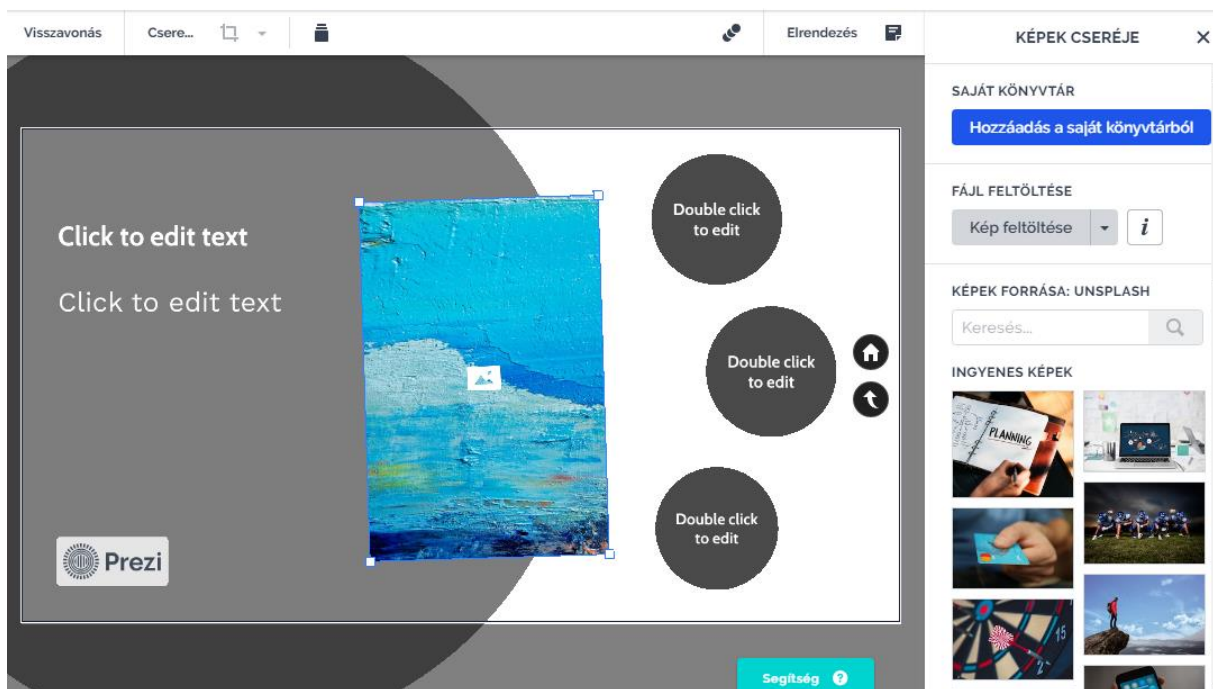 Visszavonás
Csere...
Elrendezés
KÉPEK CSERÉJE
SAJÁT KÖNYVTÁR
Hozzáadás a saját könyvtárból
FÁJL FELTÖLTÉSE
Kép feltöltése
i
KÉPEK FORRÁSA: UNSPLASH
Keresés...
INGYENES KÉPEK
PLANNING
15
2
Click to edit text
Click to edit text
Double click
to edit
Double click
to edit
Double click
to edit
Prezi
Segítség ?